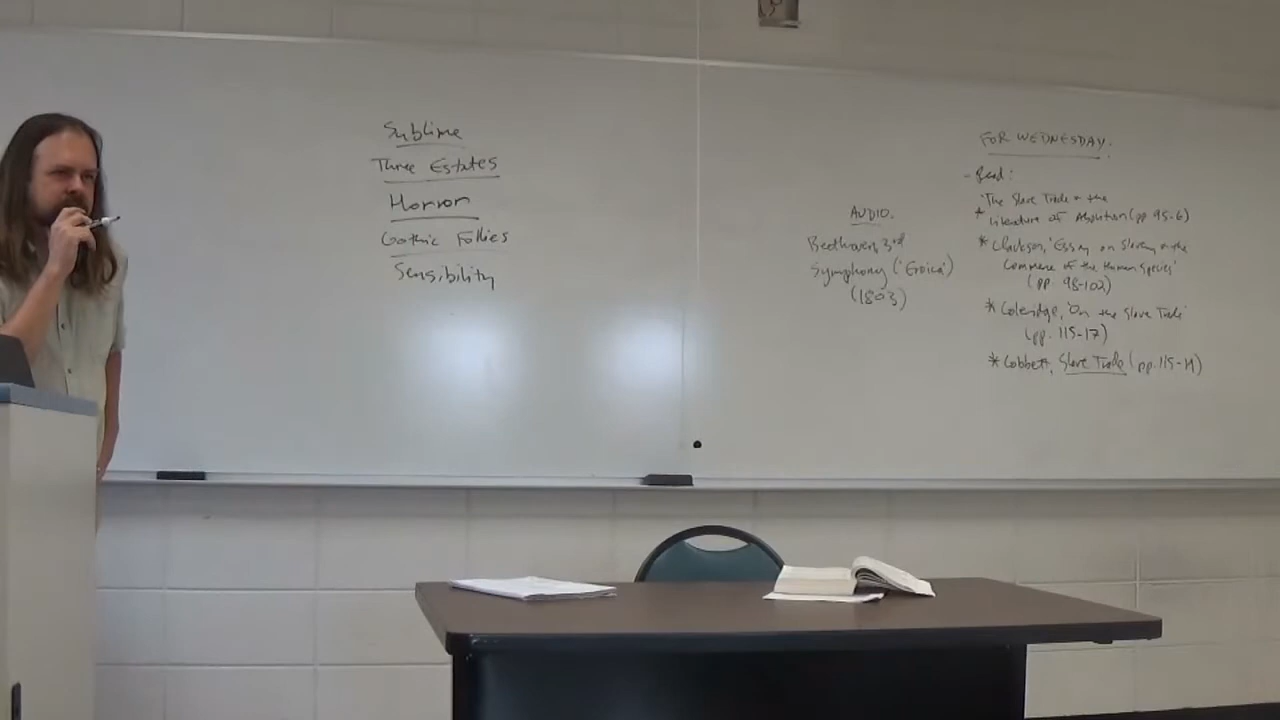 Sublime
Three Estates
Horror
Gothic Follies
Sensibility
AUDIO.
Beethoven, 3rd
Symphony ('Eroica')
(1803)
FOR WEDNESDAY.
- Read:
* 'The Slave Trade & the
Literature of Abolition (pp. 95-6)
* Clarkson, 'Essay on Slavery & the
Commerce of the Human Species'
(pp. 98-102)
* Coleridge, 'On the Slave Trade'
(pp. 115-17)
* Cobbett, Slave Trade (pp. 115-